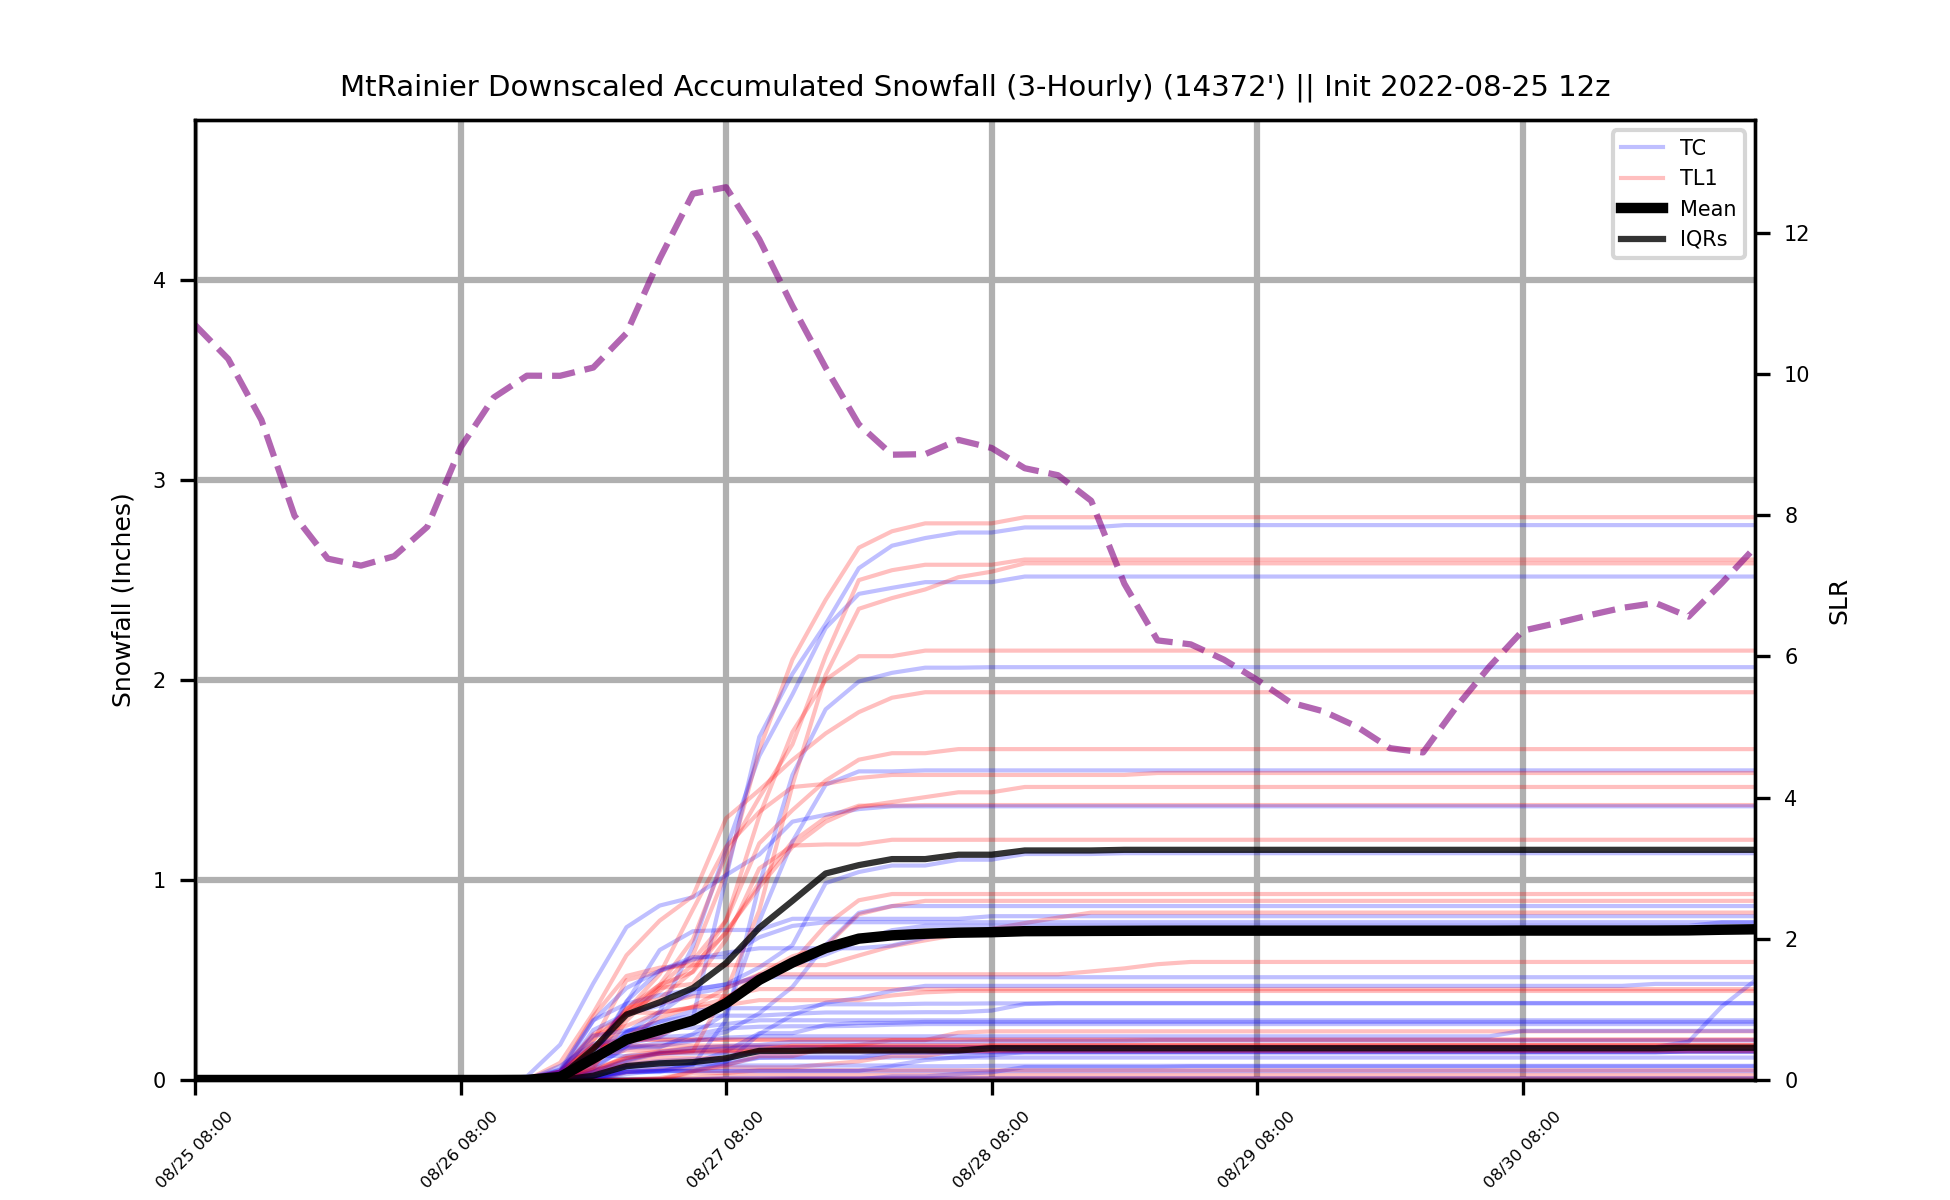 MtRainier Downscaled Accumulated Snowfall (3-Hourly) (14372') || Init 2022-08-25 12z
TC
TL1
Mean
IQRs
4
3
2
1
0
Snowfall (Inches)
12
10
8
6
4
2
0
SLR
08/25 08:00
08/26 08:00
08/27 08:00
08/28 08:00
08/29 08:00
08/30 08:00